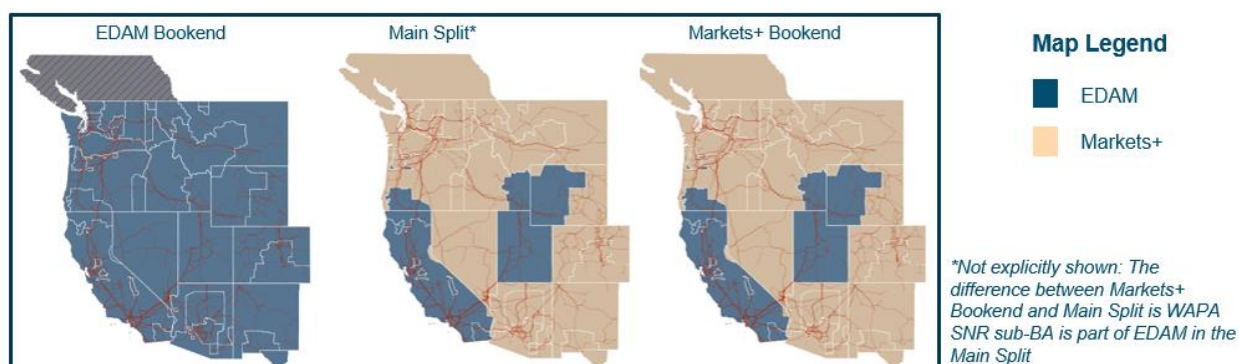 EDAM Bookend
Main Split*
Markets+ Bookend
Map Legend
EDAM
Markets+
*Not explicitly shown: The
difference between Markets+
Bookend and Main Split is WAPA
SNR sub-BA is part of EDAM in the
Main Split